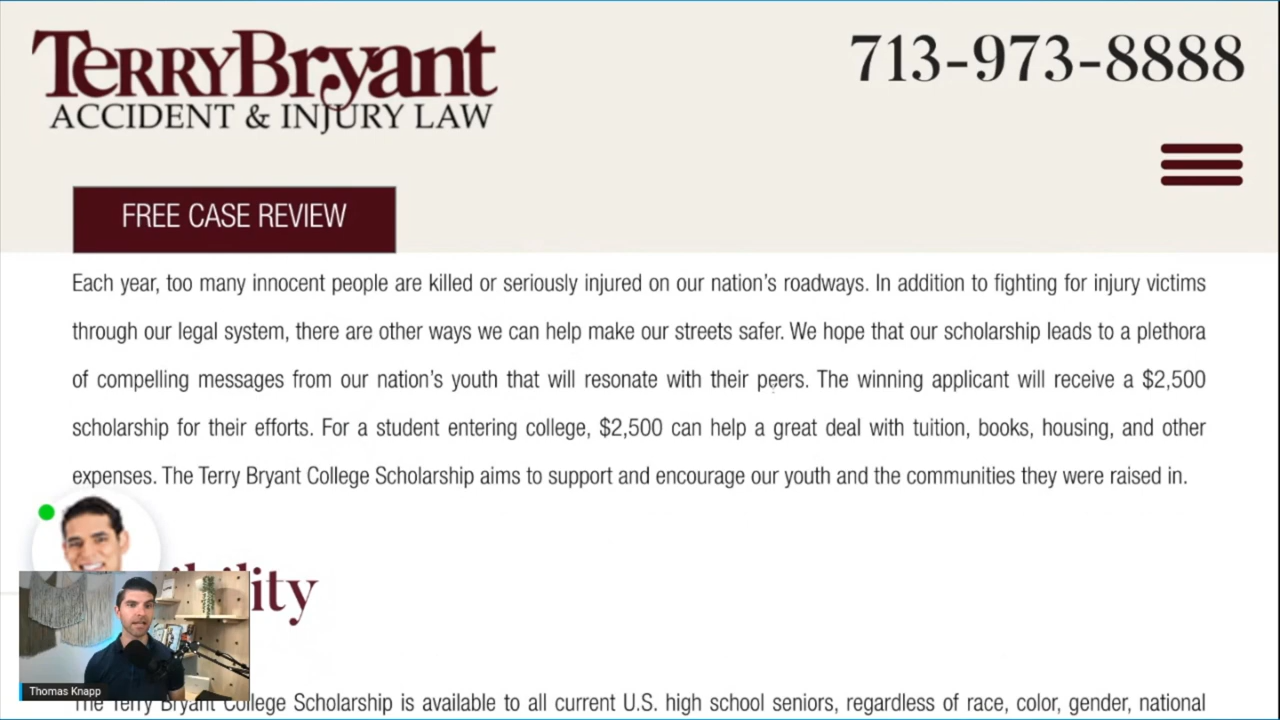 TerryBryant
ACCIDENT & INJURY LAW
713-973-8888
FREE CASE REVIEW
Each year, too many innocent people are killed or seriously injured on our nation's roadways. In addition to fighting for injury victims
through our legal system, there are other ways we can help make our streets safer. We hope that our scholarship leads to a plethora
of compelling messages from our nation's youth that will resonate with their peers. The winning applicant will receive a $2,500
scholarship for their efforts. For a student entering college, $2,500 can help a great deal with tuition, books, housing, and other
expenses. The Terry Bryant College Scholarship aims to support and encourage our youth and the communities they were raised in.
Thomas Knapp
The Terry Bryant College Scholarship is available to all current U.S. high school seniors, regardless of race, color, gender, national